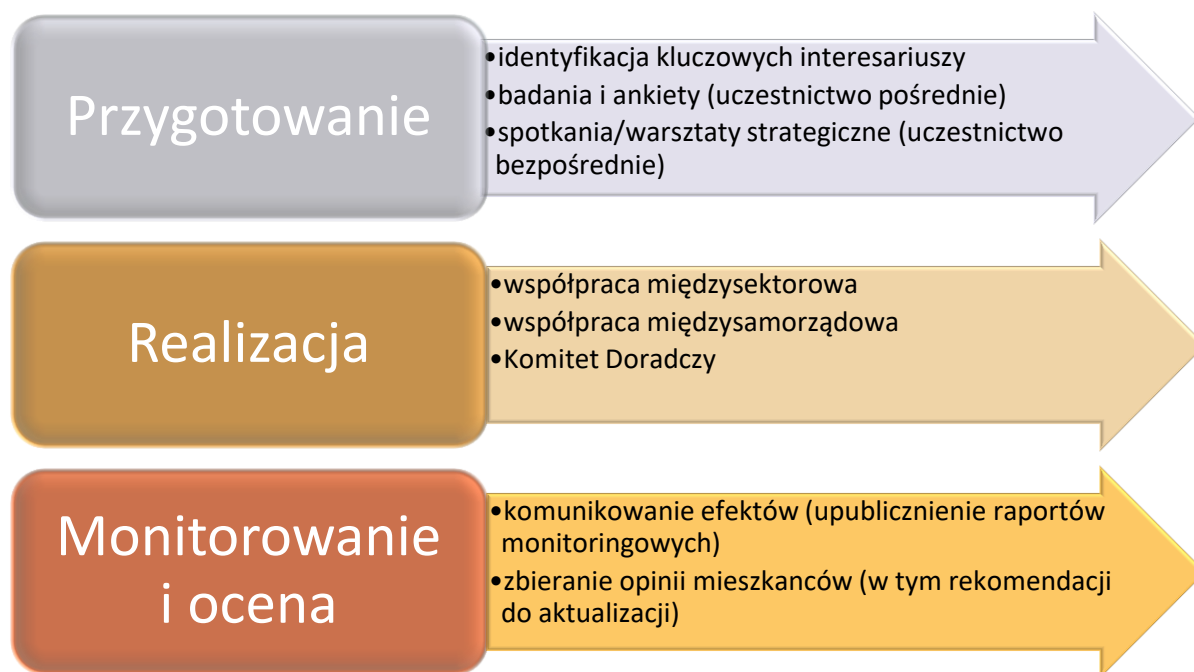 Przygotowanie
•identyfikacja kluczowych interesariuszy
•badania i ankiety (uczestnictwo pośrednie)
•spotkania/warsztaty strategiczne (uczestnictwo
bezpośrednie)
Realizacja
•współpraca międzysektorowa
•współpraca międzysamorządowa
•Komitet Doradczy
Monitorowanie
i ocena
•komunikowanie efektów (upublicznienie raportów
monitoringowych)
•zbieranie opinii mieszkanców (w tym rekomendacji
do aktualizacji)